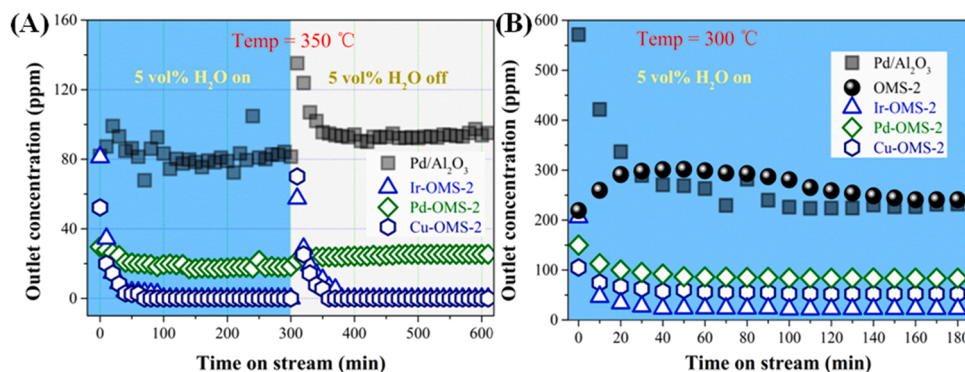 (A)
Temp = 350 ℃
5 vol% H₂O on
5 vol% H₂O off
Pd/Al₂O₃
Ir-OMS-2
Pd-OMS-2
Cu-OMS-2
Outlet concentration (ppm)
160
120
80
40
0
0 100 200 300 400 500 600
Time on stream (min)
(B)
Temp = 300 ℃
5 vol% H₂O on
Pd/Al₂O₃
OMS-2
Ir-OMS-2
Pd-OMS-2
Cu-OMS-2
Outlet concentration (ppm)
600
500
400
300
200
100
0
0 20 40 60 80 100 120 140 160 180
Time on stream (min)